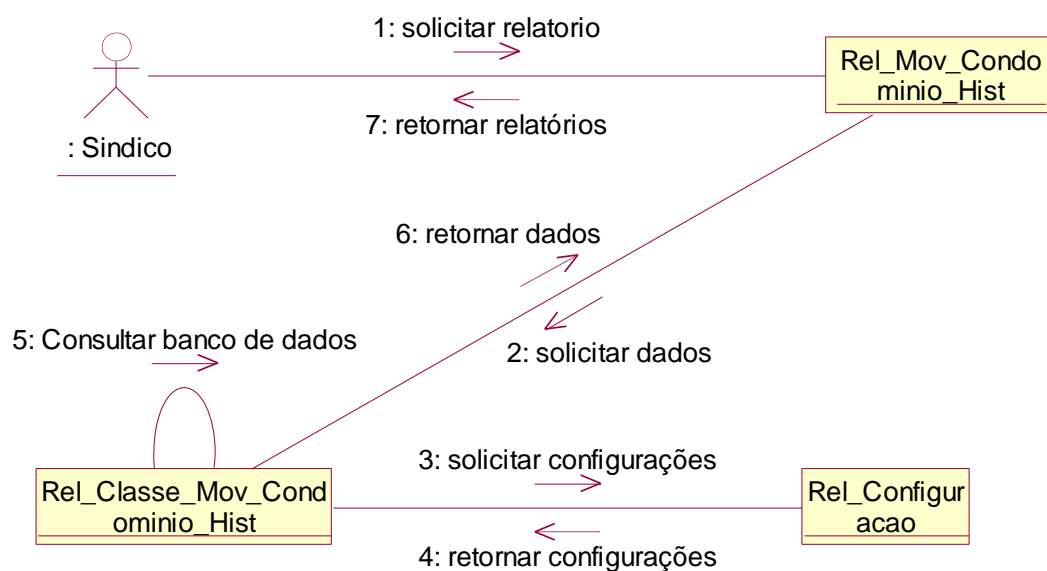 1: solicitar relatorio
Rel_Mov_Condo
minio_Hist
7: retornar relatórios
: Sindico
6: retornar dados
5: Consultar banco de dados
2: solicitar dados
3: solicitar configurações
Rel_Classe_Mov_Cond
ominio_Hist
Rel_Configur
acao
4: retornar configurações